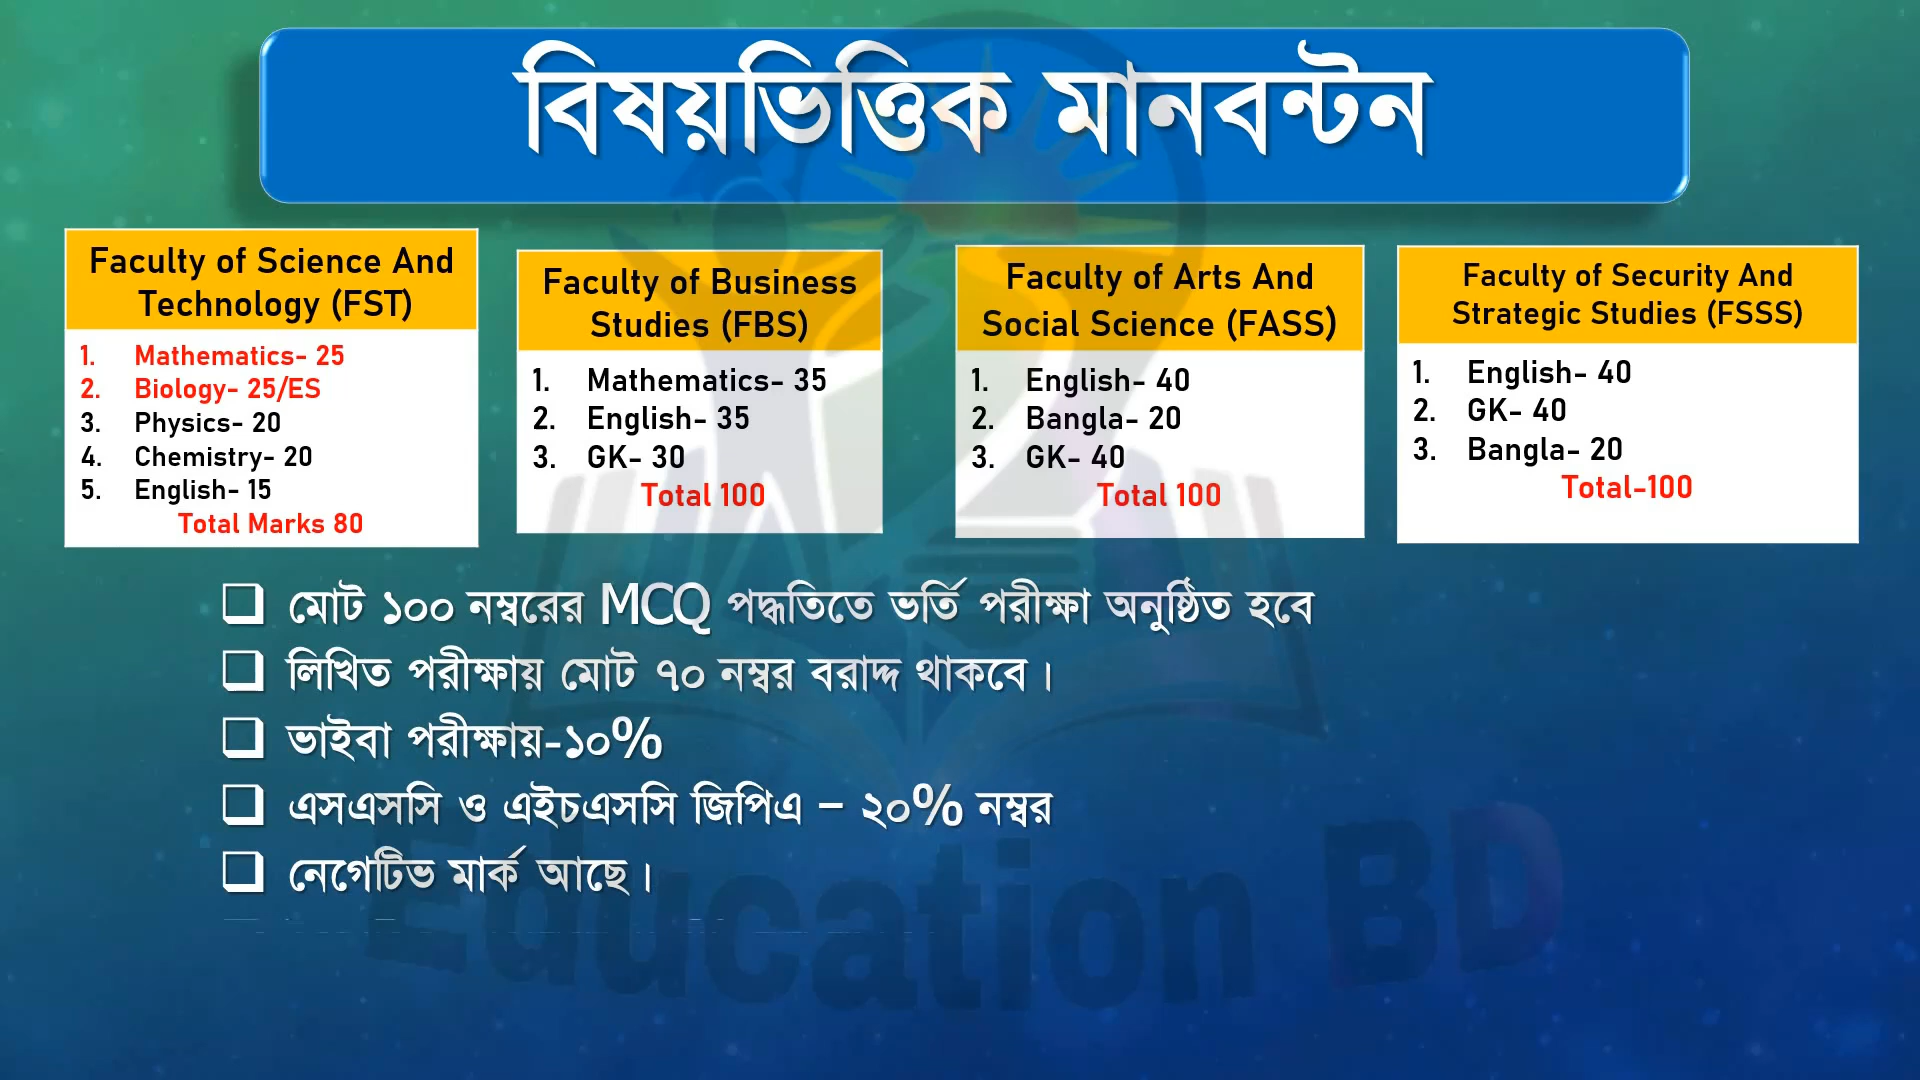 বিষয়ভিত্তিক মানবন্টন
Faculty of Science And
Technology (FST)
1. Mathematics- 25
2. Biology- 25/ES
3. Physics- 20
4. Chemistry- 20
5. English- 15
Total Marks 80
Faculty of Business
Studies (FBS)
1. Mathematics- 35
2. English- 35
3. GK- 30
Total 100
Faculty of Arts And
Social Science (FASS)
1. English- 40
2. Bangla- 20
3. GK- 40
Total 100
Faculty of Security And
Strategic Studies (FSSS)
1. English- 40
2. GK- 40
3. Bangla- 20
Total-100
মোট ১০০ নম্বরের MCQ পদ্ধতিতে ভর্তি পরীক্ষা অনুষ্ঠিত হবে
লিখিত পরীক্ষায় মোট ৭০ নম্বর বরাদ্দ থাকবে।
ভাইবা পরীক্ষায়-১০%
এসএসসি ও এইচএসসি জিপিএ – ২০% নম্বর
নেগেটিভ মার্ক আছে।
Education BD